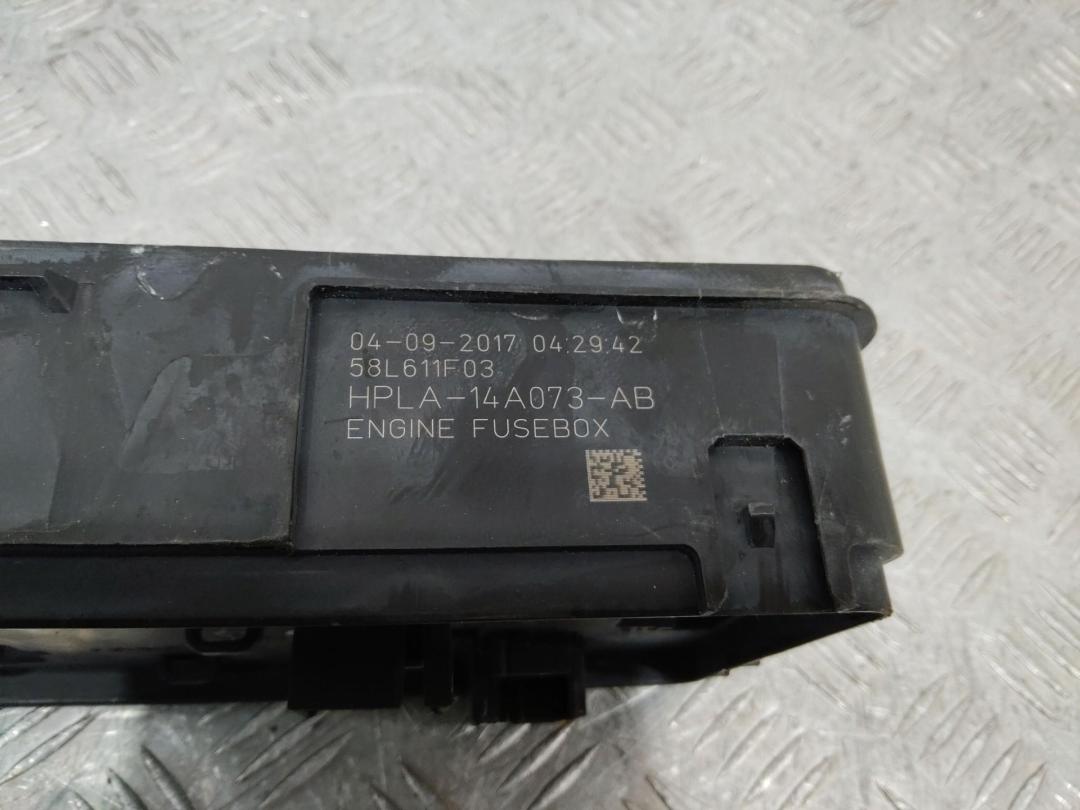 04-09-2017 04:29:42
58L611F03
HPLA-14A073-AB
ENGINE FUSEBOX